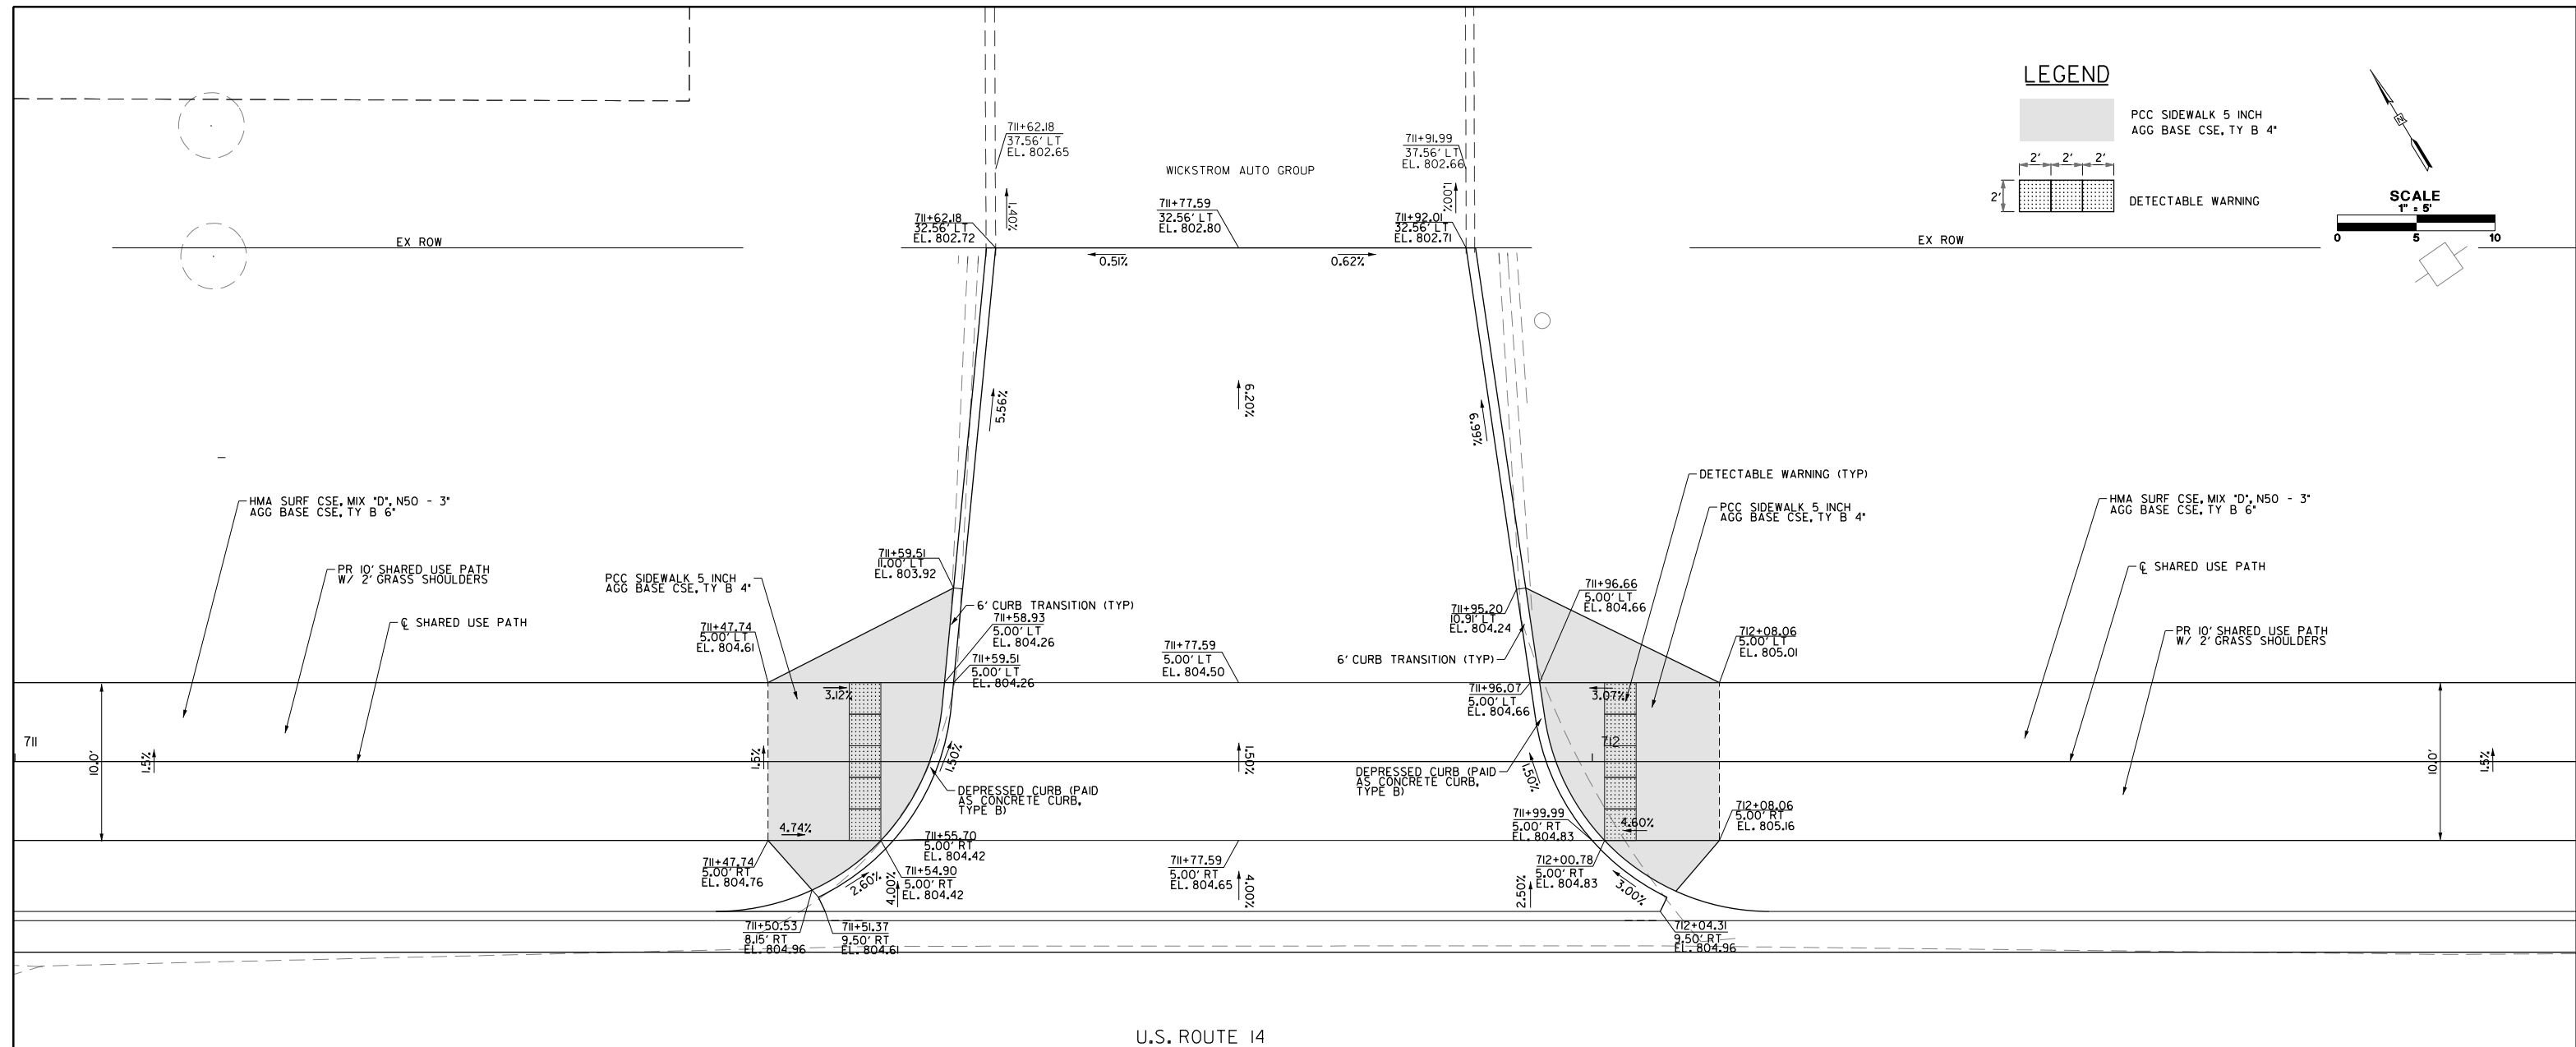 LEGEND
PCC SIDEWALK 5 INCH
AGG BASE CSE, TY B 4"
2' 2' 2'
2'
DETECTABLE WARNING
N
SCALE
1" = 5'
0 5 10
711+62.18
37.56' LT
EL. 802.65
711+91.99
37.56' LT
EL. 802.66
WICKSTROM AUTO GROUP
1.40%
1.00%
711+62.18
32.56' LT
EL. 802.72
711+77.59
32.56' LT
EL. 802.80
711+92.01
32.56' LT
EL. 802.71
EX ROW
EX ROW
0.51%
0.62%
5.56%
6.20%
6.99%
HMA SURF CSE, MIX "D", N50 - 3"
AGG BASE CSE, TY B 6"
PR 10' SHARED USE PATH
W/ 2' GRASS SHOULDERS
℄ SHARED USE PATH
PCC SIDEWALK 5 INCH
AGG BASE CSE, TY B 4"
711+59.51
11.00' LT
EL. 803.92
6' CURB TRANSITION (TYP)
711+58.93
5.00' LT
EL. 804.26
711+59.51
5.00' LT
EL. 804.26
711+47.74
5.00' LT
EL. 804.61
711+77.59
5.00' LT
EL. 804.50
DETECTABLE WARNING (TYP)
PCC SIDEWALK 5 INCH
AGG BASE CSE, TY B 4"
711+96.66
5.00' LT
EL. 804.66
711+95.20
10.91' LT
EL. 804.24
6' CURB TRANSITION (TYP)
711+96.07
5.00' LT
EL. 804.66
712+08.06
5.00' LT
EL. 805.01
HMA SURF CSE, MIX "D", N50 - 3"
AGG BASE CSE, TY B 6"
℄ SHARED USE PATH
PR 10' SHARED USE PATH
W/ 2' GRASS SHOULDERS
3.12%
3.07%
711
712
10.0'
1.5%
1.5%
1.50%
1.50%
1.50%
10.0'
1.5%
DEPRESSED CURB (PAID
AS CONCRETE CURB,
TYPE B)
DEPRESSED CURB (PAID
AS CONCRETE CURB,
TYPE B)
4.74%
4.60%
711+47.74
5.00' RT
EL. 804.76
711+55.70
5.00' RT
EL. 804.42
711+54.90
5.00' RT
EL. 804.42
711+77.59
5.00' RT
EL. 804.65
711+99.99
5.00' RT
EL. 804.83
712+00.78
5.00' RT
EL. 804.83
712+08.06
5.00' RT
EL. 805.16
2.60%
4.00%
4.00%
2.50%
3.00%
711+50.53
8.15' RT
EL. 804.96
711+51.37
9.50' RT
EL. 804.61
712+04.31
9.50' RT
EL. 804.96
U.S. ROUTE 14